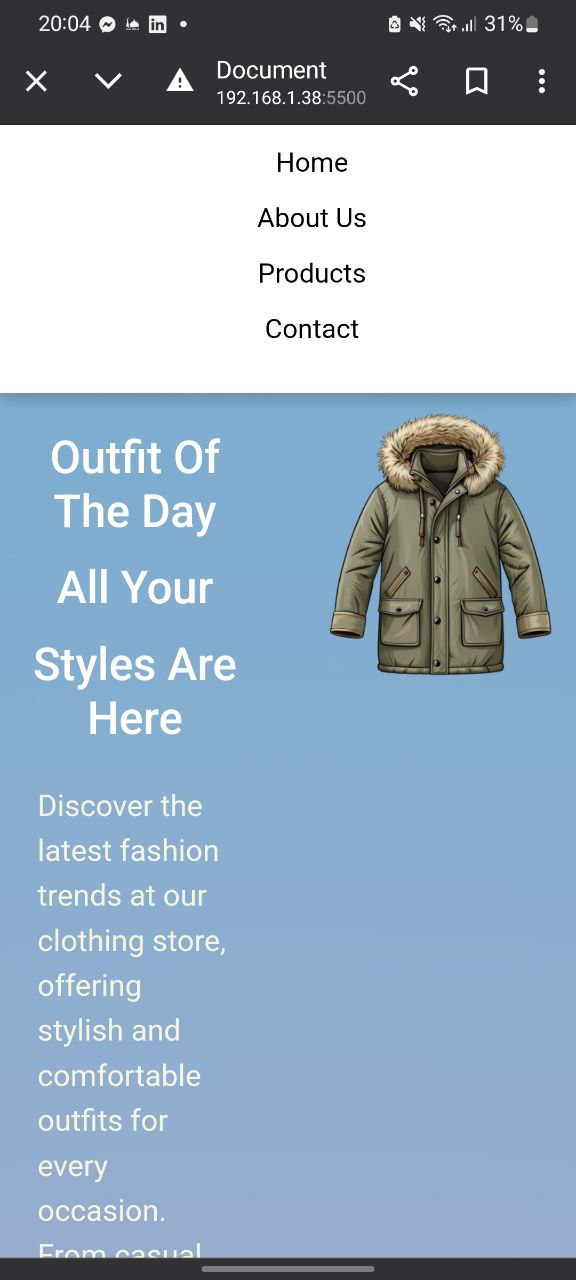 20:04 31%
Document
192.168.1.38:5500
Home
About Us
Products
Contact
Outfit Of
The Day
All Your
Styles Are
Here
Discover the
latest fashion
trends at our
clothing store,
offering
stylish and
comfortable
outfits for
every
occasion.
From casual